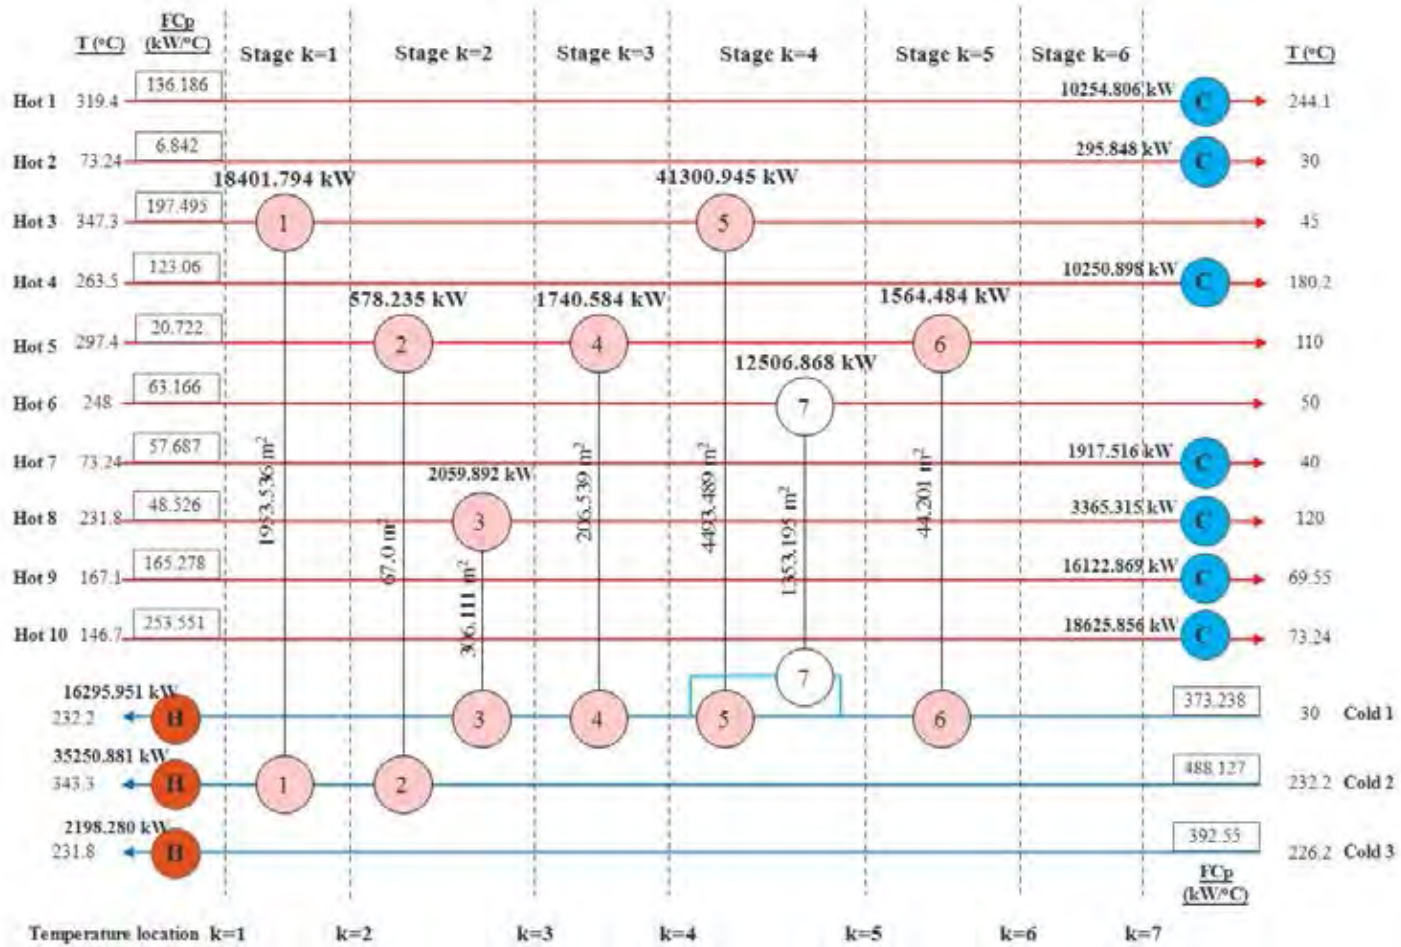 FCp
T (°C) (kW/°C) Stage k=1 Stage k=2 Stage k=3 Stage k=4 Stage k=5 Stage k=6 T (°C)
136.186 10254.806 kW
Hot 1 319.4 C 244.1
6.842 295.848 kW
Hot 2 73.24 C 30
18401.794 kW 41300.945 kW
197.495
Hot 3 347.3 1 5 45
123.06 10250.898 kW
Hot 4 263.5 C 180.2
578.235 kW 1740.584 kW 1564.484 kW
20.722
Hot 5 297.4 2 4 6 110
12506.868 kW
63.166
Hot 6 248 7 50
57.687 1917.516 kW
Hot 7 73.24 C 40
2059.892 kW
48.526 3365.315 kW
Hot 8 231.8 3 C 120
1953.536 m² 67.0 m² 306.111 m² 206.539 m² 4493.489 m² 1353.195 m² 44.201 m²
165.278 16122.869 kW
Hot 9 167.1 C 69.55
253.551 18625.856 kW
Hot 10 146.7 C 73.24
7
16295.951 kW 373.238
232.2 H 3 4 5 6 30 Cold 1
35250.881 kW 488.127
343.3 H 1 2 232.2 Cold 2
2198.280 kW 392.55
231.8 H 226.2 Cold 3
FCp
(kW/°C)
Temperature location k=1 k=2 k=3 k=4 k=5 k=6 k=7